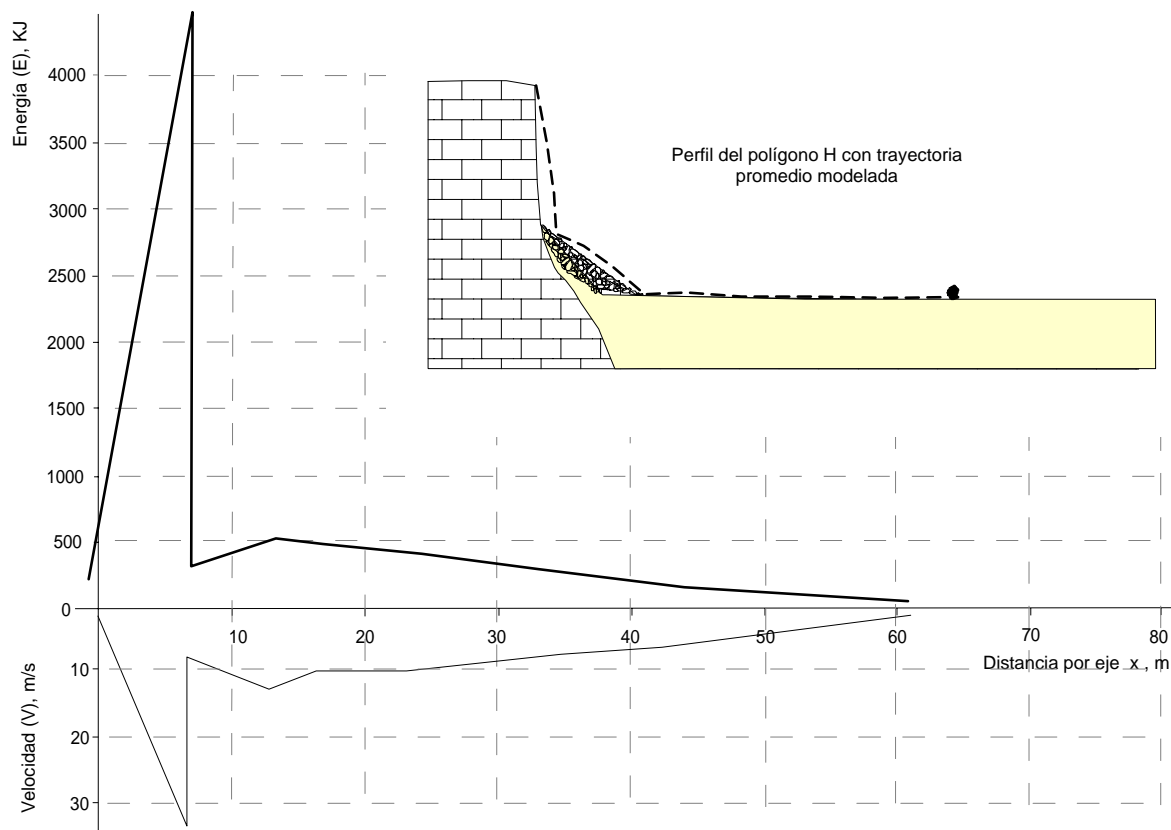 Energía (E), KJ
4000
3500
3000
2500
2000
1500
1000
500
0
Perfil del polígono H con trayectoria
promedio modelada
10 20 30 40 50 60 70 80
Distancia por eje x , m
Velocidad (V), m/s
10
20
30